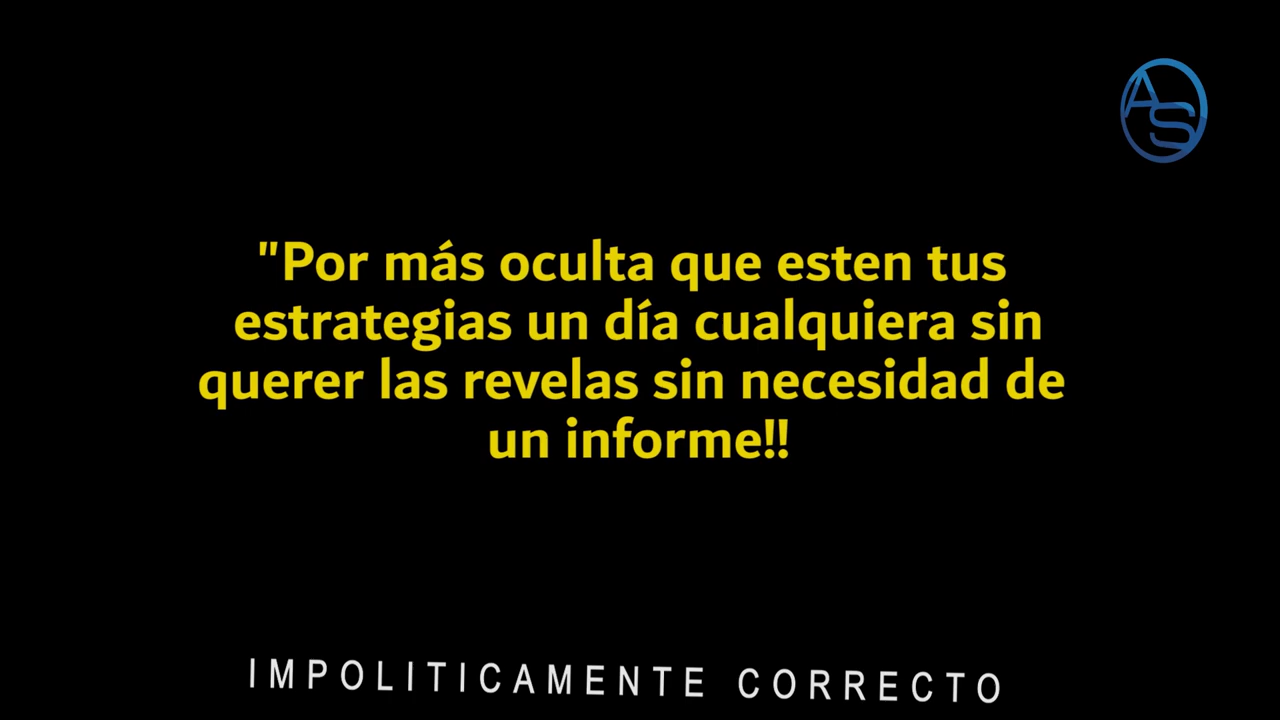 AS
"Por más oculta que esten tus
estrategias un día cualquiera sin
querer las revelas sin necesidad de
un informe!!
IMPOLITICAMENTE CORRECTO